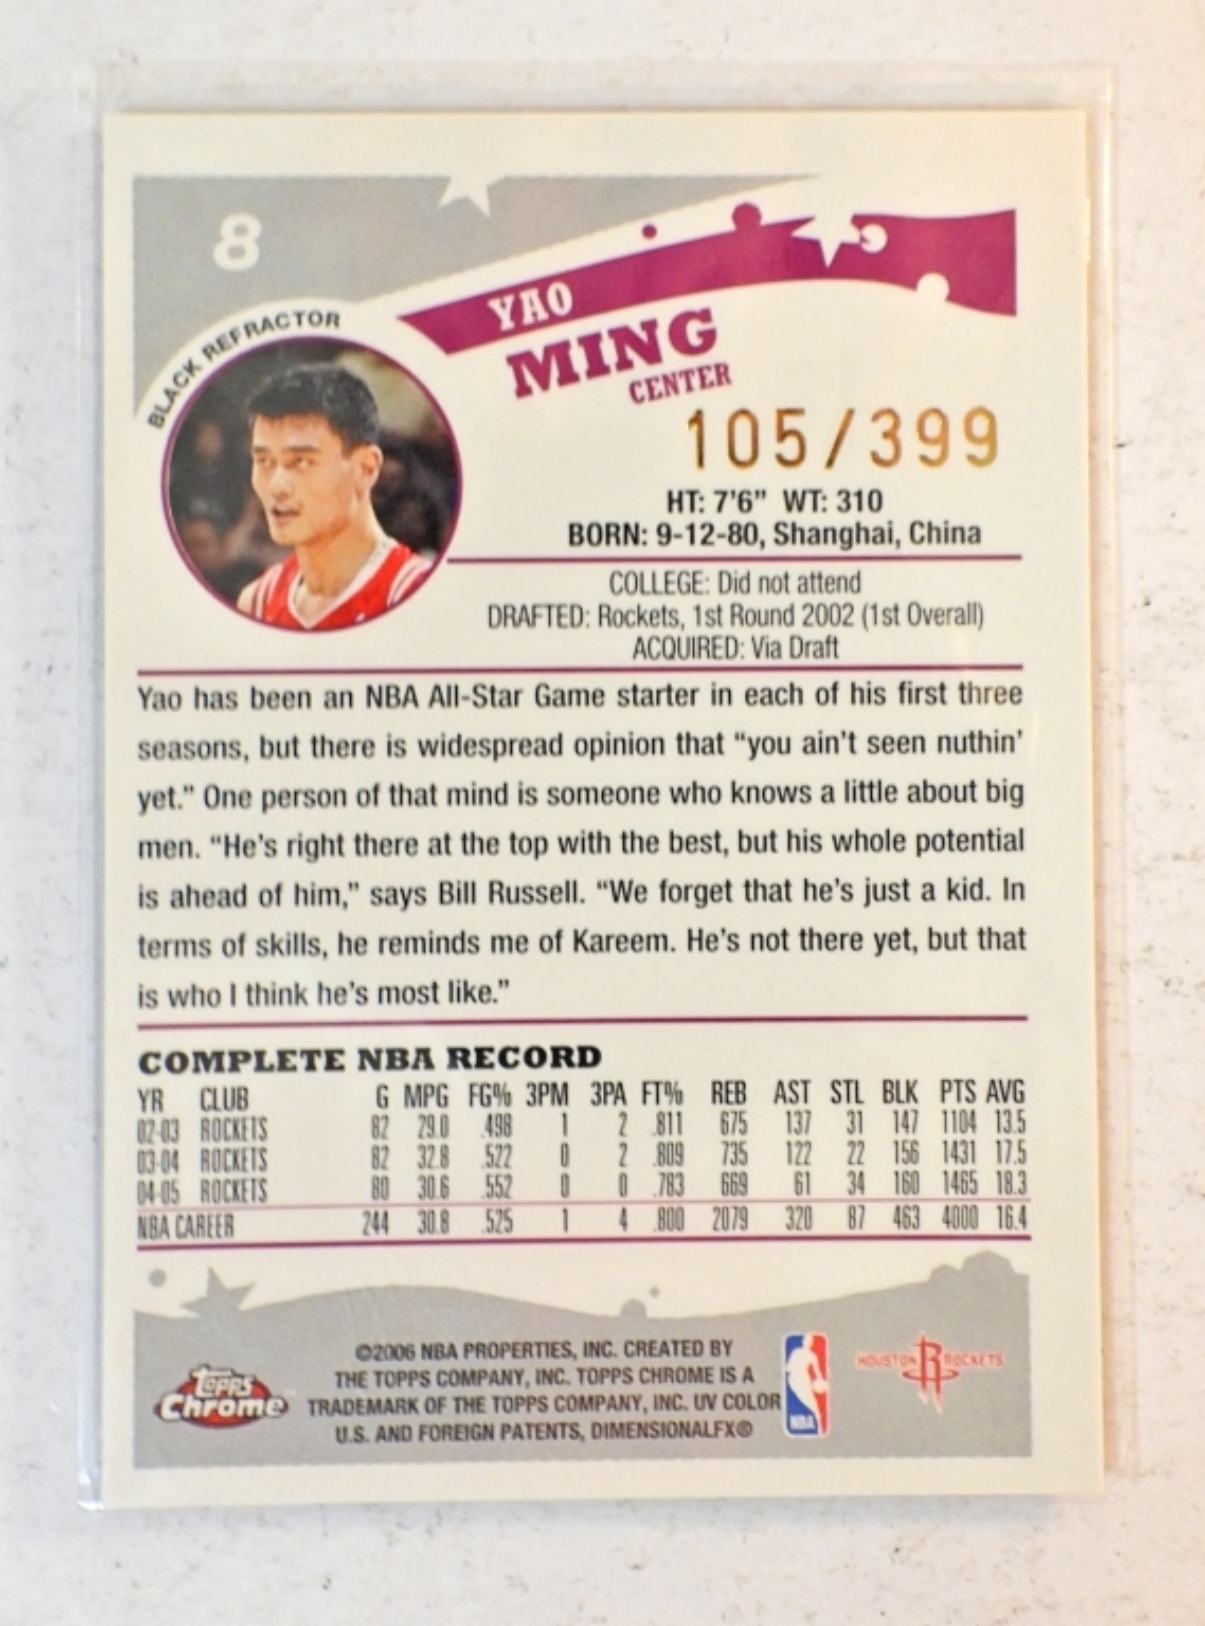 8
BLACK REFRACTOR
YAO
MING
CENTER
105/399
HT: 7'6" WT: 310
BORN: 9-12-80, Shanghai, China
COLLEGE: Did not attend
DRAFTED: Rockets, 1st Round 2002 (1st Overall)
ACQUIRED: Via Draft
Yao has been an NBA All-Star Game starter in each of his first three
seasons, but there is widespread opinion that “you ain't seen nuthin'
yet.” One person of that mind is someone who knows a little about big
men. “He's right there at the top with the best, but his whole potential
is ahead of him,” says Bill Russell. “We forget that he's just a kid. In
terms of skills, he reminds me of Kareem. He's not there yet, but that
is who I think he's most like.”
COMPLETE NBA RECORD
YR CLUB G MPG FG% 3PM 3PA FT% REB AST STL BLK PTS AVG
02-03 ROCKETS 82 29.0 .498 1 2 .811 675 137 31 147 1104 13.5
03-04 ROCKETS 82 32.8 .522 0 2 .809 735 122 22 156 1431 17.5
04-05 ROCKETS 80 30.6 .552 0 0 .783 669 61 34 160 1465 18.3
NBA CAREER 244 30.8 .525 1 4 .800 2079 320 87 463 4000 16.4
©2006 NBA PROPERTIES, INC. CREATED BY
THE TOPPS COMPANY, INC. TOPPS CHROME IS A
TRADEMARK OF THE TOPPS COMPANY, INC. UV COLOR
U.S. AND FOREIGN PATENTS, DIMENSIONALFX®
Topps
Chrome™
NBA
HOUSTON R ROCKETS